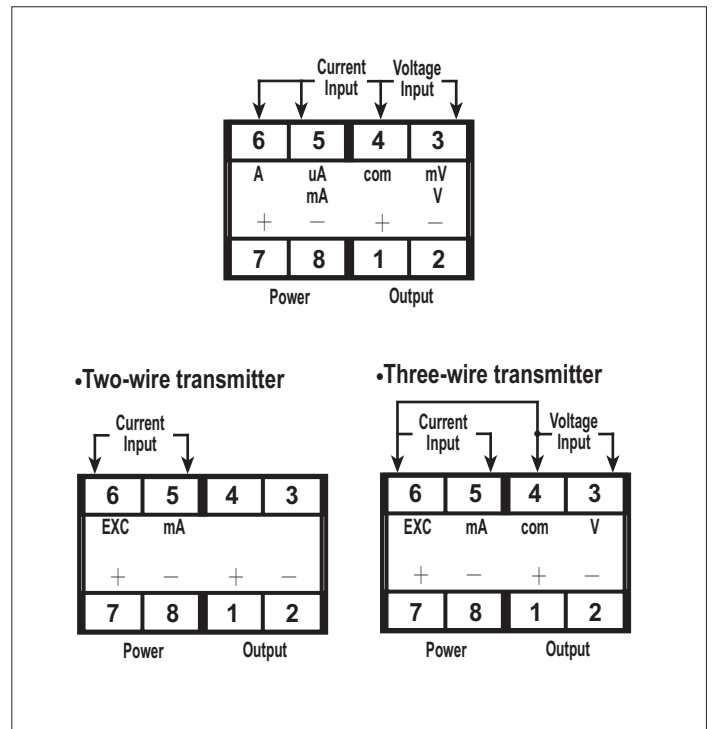 Current Input Voltage Input
6 5 4 3
A uA mA com mV V
+ − + −
7 8 1 2
Power Output
•Two-wire transmitter
Current Input
6 5 4 3
EXC mA
+ − + −
7 8 1 2
Power Output
•Three-wire transmitter
Current Input Voltage Input
6 5 4 3
EXC mA com V
+ − + −
7 8 1 2
Power Output